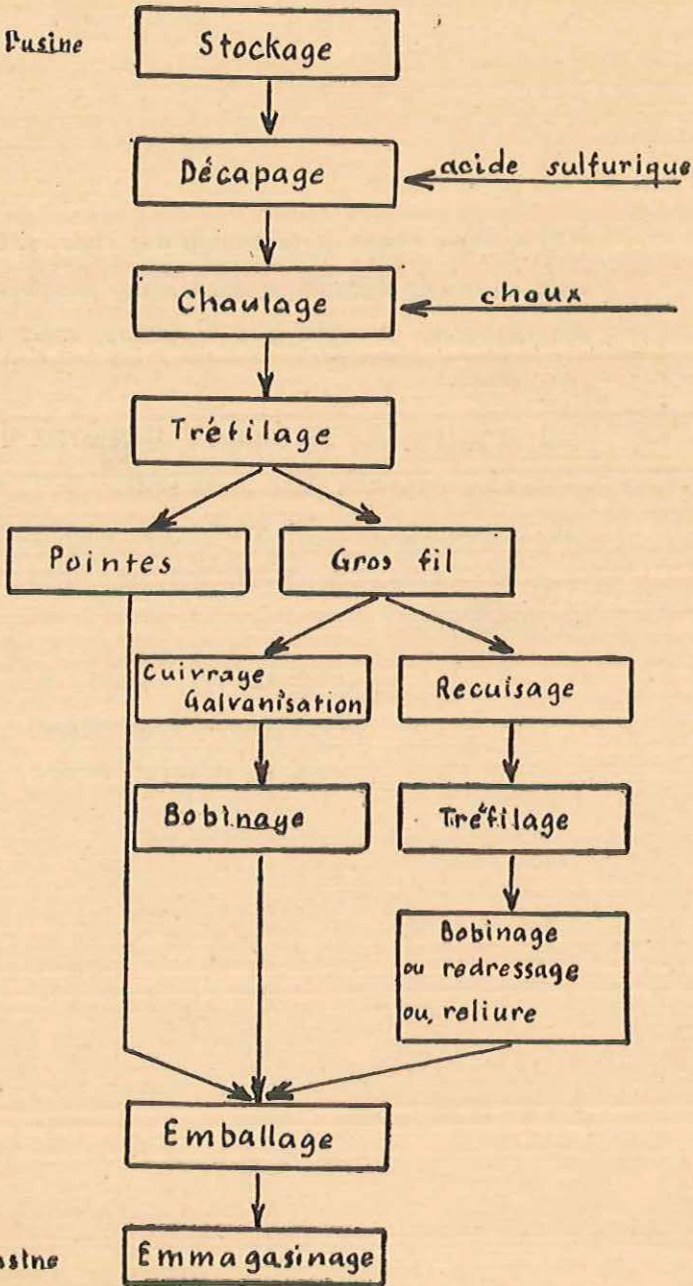 l'usine
Stockage
Décapage
acide sulfurique
Chaulage
chaux
Tréfilage
Pointes
Gros fil
Cuivrage
Galvanisation
Recuisage
Bobinage
Tréfilage
Bobinage
ou redressage
ou, reliure
Emballage
Emmagasinage